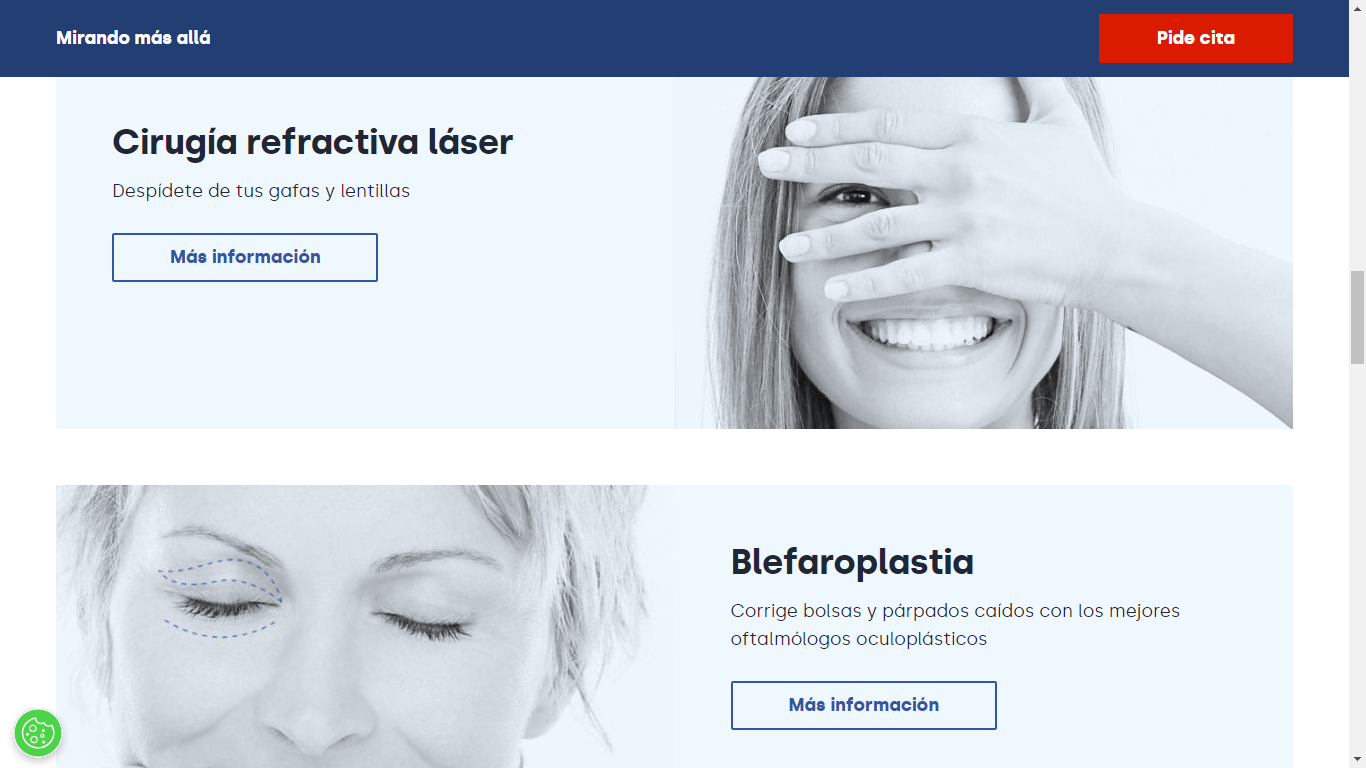 Mirando más allá
Pide cita
Cirugía refractiva láser
Despídete de tus gafas y lentillas
Más información
Blefaroplastia
Corrige bolsas y párpados caídos con los mejores
oftalmólogos oculoplásticos
Más información